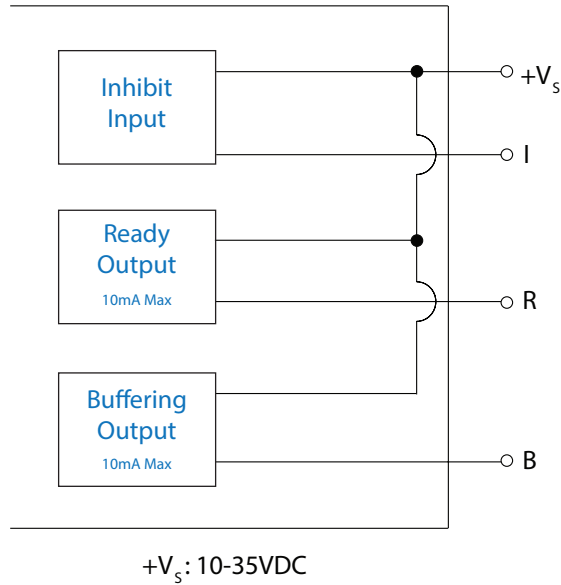 Inhibit
Input
+Vs
I
Ready
Output
10mA Max
R
Buffering
Output
10mA Max
B
+Vs: 10-35VDC